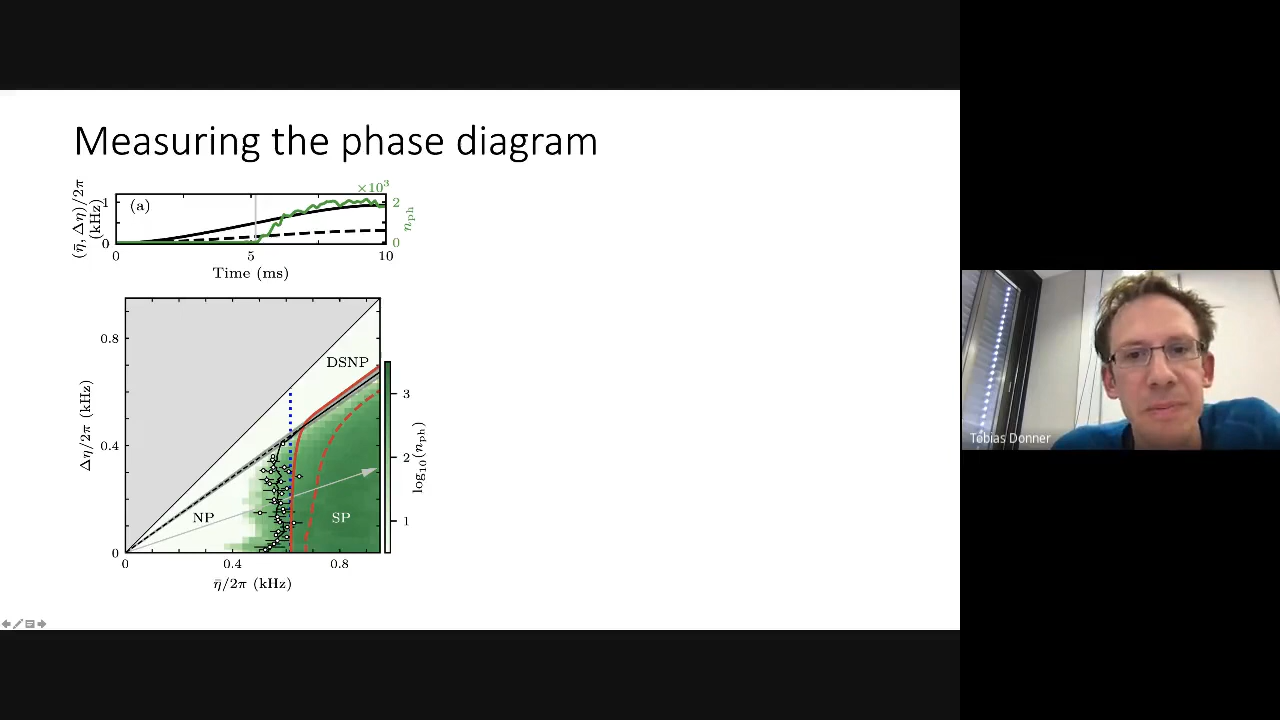 Measuring the phase diagram
(η̄, Δη)/2π
(kHz)
1
0
(a)
×10³
2
0
n_ph
0
5
10
Time (ms)
Δη/2π (kHz)
0.8
0.4
0
DSNP
NP
SP
0
0.4
0.8
η̄/2π (kHz)
3
2
1
log₁₀(n_ph)
Tobias Donner